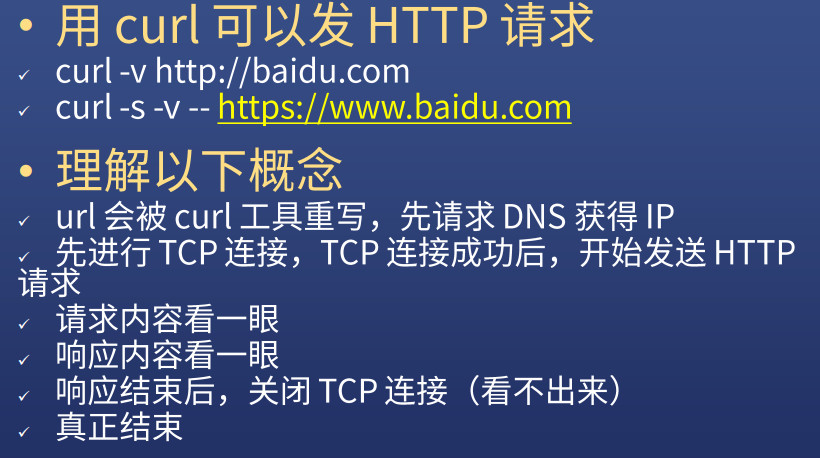 • 用 curl 可以发 HTTP 请求
✓ curl -v http://baidu.com
✓ curl -s -v -- https://www.baidu.com
• 理解以下概念
✓ url 会被 curl 工具重写，先请求 DNS 获得 IP
✓ 先进行 TCP 连接，TCP 连接成功后，开始发送 HTTP
请求
✓ 请求内容看一眼
✓ 响应内容看一眼
✓ 响应结束后，关闭 TCP 连接（看不出来）
✓ 真正结束